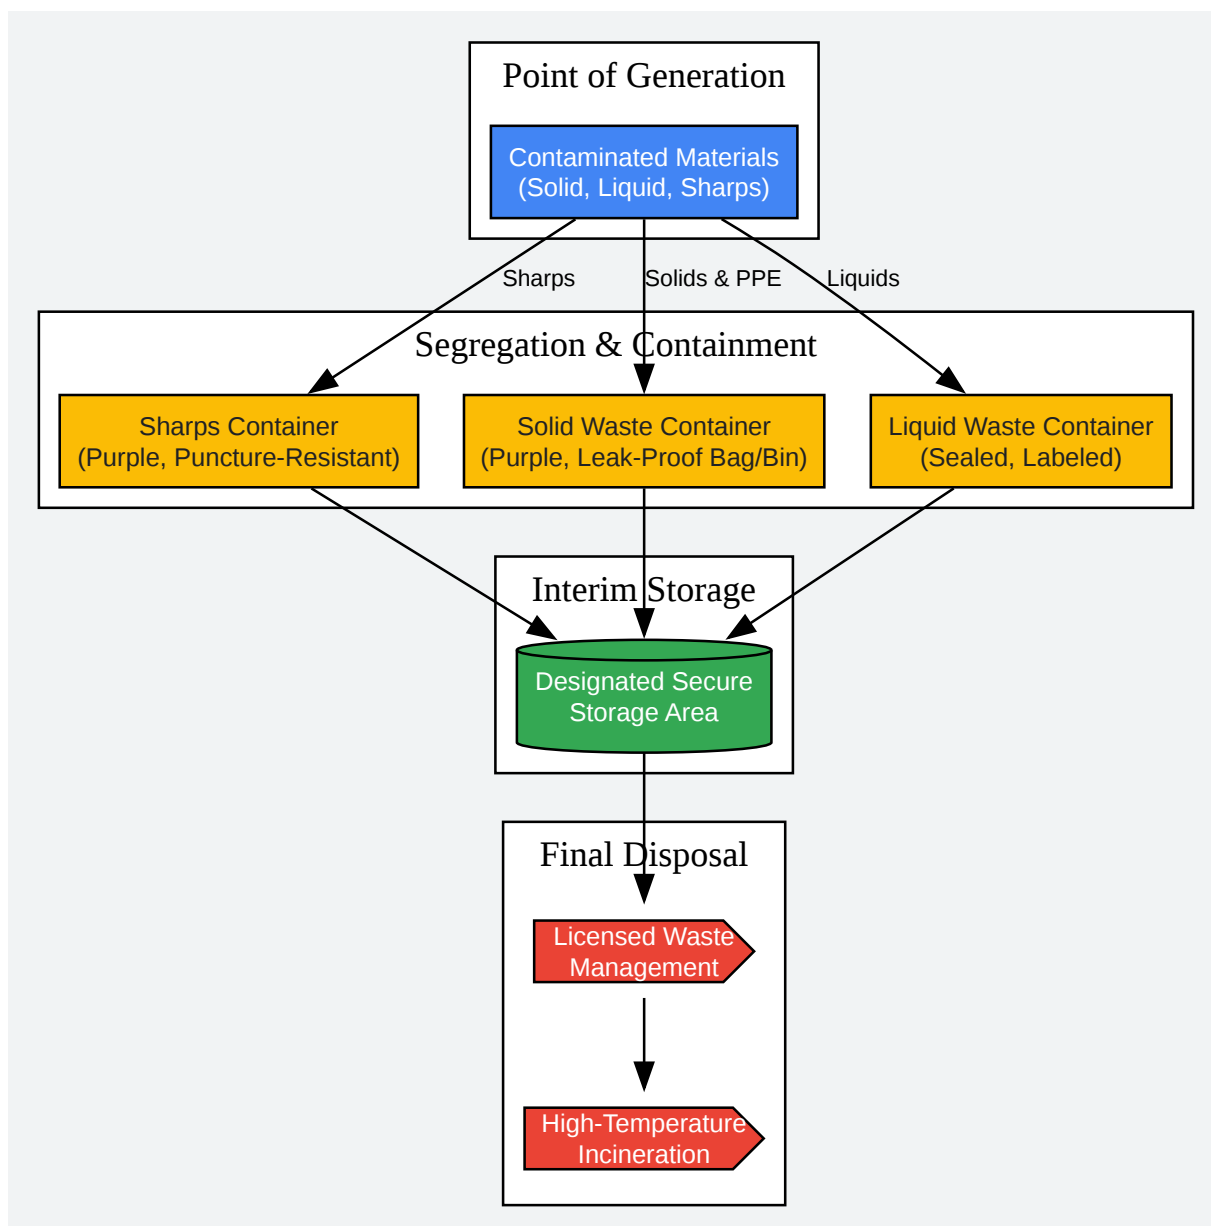 Point of Generation
Contaminated Materials
(Solid, Liquid, Sharps)
Sharps
Solids & PPE
Liquids
Segregation & Containment
Sharps Container
(Purple, Puncture-Resistant)
Solid Waste Container
(Purple, Leak-Proof Bag/Bin)
Liquid Waste Container
(Sealed, Labeled)
Interim Storage
Designated Secure
Storage Area
Final Disposal
Licensed Waste
Management
High-Temperature
Incineration